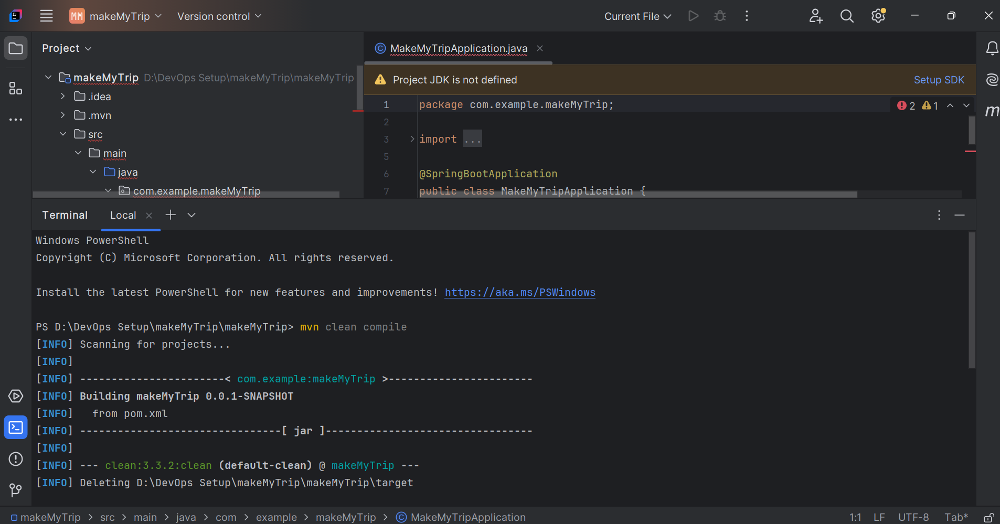 MM makeMyTrip Version control Current File
Project
MakeMyTripApplication.java
makeMyTrip D:\DevOps Setup\makeMyTrip\makeMyTrip
.idea
.mvn
src
main
java
com.example.makeMyTrip
Project JDK is not defined Setup SDK
1 package com.example.makeMyTrip; 2 1
2
3 import ...
5
6 @SpringBootApplication
7 public class MakeMyTripApplication {
Terminal Local
Windows PowerShell
Copyright (C) Microsoft Corporation. All rights reserved.
Install the latest PowerShell for new features and improvements! https://aka.ms/PSWindows
PS D:\DevOps Setup\makeMyTrip\makeMyTrip> mvn clean compile
[INFO] Scanning for projects...
[INFO]
[INFO] -----------------------< com.example:makeMyTrip >-----------------------
[INFO] Building makeMyTrip 0.0.1-SNAPSHOT
[INFO]   from pom.xml
[INFO] --------------------------------[ jar ]---------------------------------
[INFO]
[INFO] --- clean:3.3.2:clean (default-clean) @ makeMyTrip ---
[INFO] Deleting D:\DevOps Setup\makeMyTrip\makeMyTrip\target
makeMyTrip > src > main > java > com > example > makeMyTrip > MakeMyTripApplication 1:1 LF UTF-8 Tab*